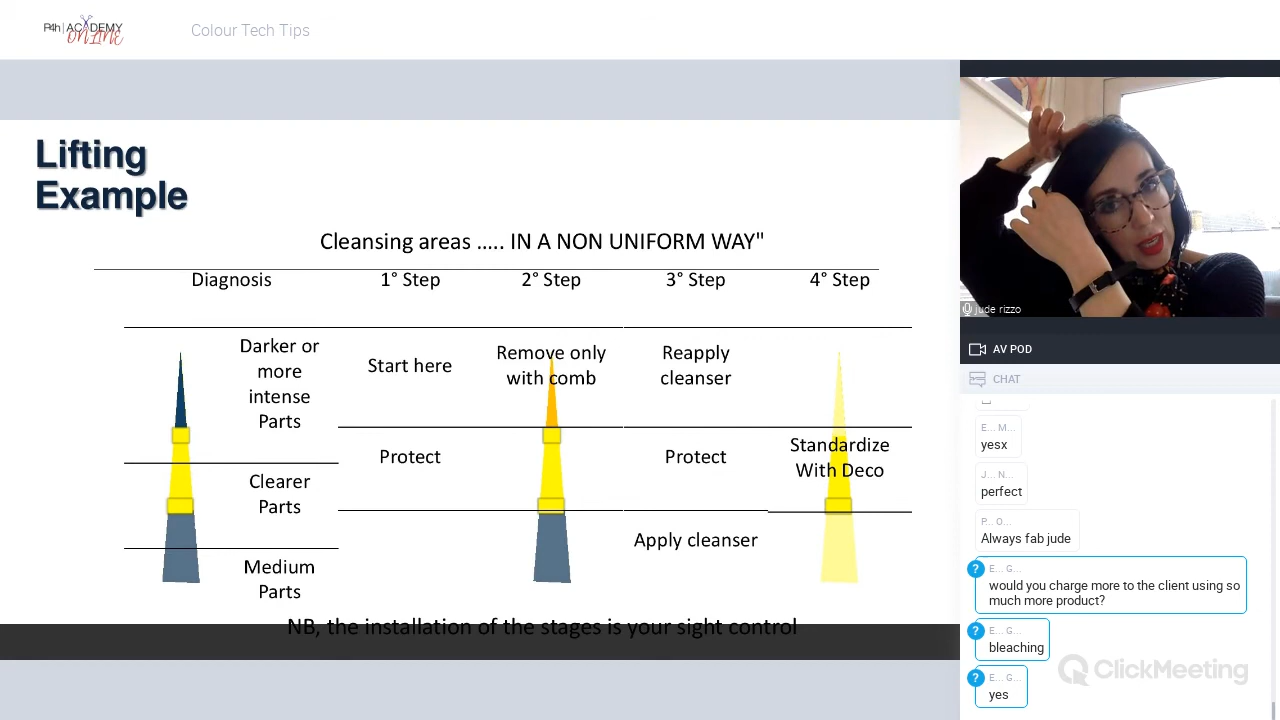 P4h | ACADEMY
ONLINE
Colour Tech Tips
Lifting
Example
Cleansing areas ..... IN A NON UNIFORM WAY"
Diagnosis
1° Step
2° Step
3° Step
4° Step
Darker or
more
intense
Parts
Start here
Remove only
with comb
Reapply
cleanser
Clearer
Parts
Protect
Protect
Standardize
With Deco
Medium
Parts
Apply cleanser
NB, the installation of the stages is your sight control
jude rizzo
AV POD
CHAT
E... M...
yesx
J... N...
perfect
P... O...
Always fab jude
? E... G...
would you charge more to the client using so
much more product?
? E... G...
bleaching
? E... G...
yes
ClickMeeting